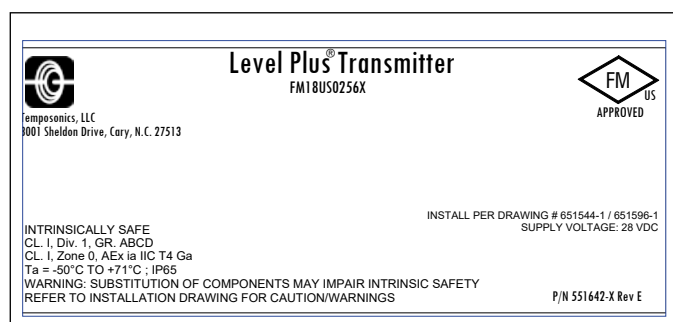 Level Plus® Transmitter
FM18US0256X
FM
US
APPROVED
Temposonics, LLC
3001 Sheldon Drive, Cary, N.C. 27513
INSTALL PER DRAWING # 651544-1 / 651596-1
SUPPLY VOLTAGE: 28 VDC
INTRINSICALLY SAFE
CL. I, Div. 1, GR. ABCD
CL. I, Zone 0, AEx ia IIC T4 Ga
Ta = -50°C TO +71°C ; IP65
WARNING: SUBSTITUTION OF COMPONENTS MAY IMPAIR INTRINSIC SAFETY
REFER TO INSTALLATION DRAWING FOR CAUTION/WARNINGS
P/N 551642-X Rev E